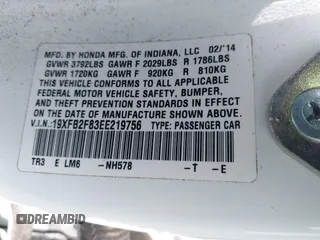 MFD. BY HONDA MFG. OF INDIANA, LLC 02/'14
GVWR 3792LBS GAWR F 2029LBS R 1786LBS
GVWR 1720KG GAWR F 920KG R 810KG
THIS VEHICLE CONFORMS TO ALL APPLICABLE
FEDERAL MOTOR VEHICLE SAFETY, BUMPER,
AND THEFT PREVENTION STANDARDS IN EFFECT
ON THE DATE OF MANUFACTURE SHOWN ABOVE.
V.I.N.: 19XFB2F83EE219756 TYPE: PASSENGER CAR
TR3 E LM6 -NH578 -T -E
DREAMBID